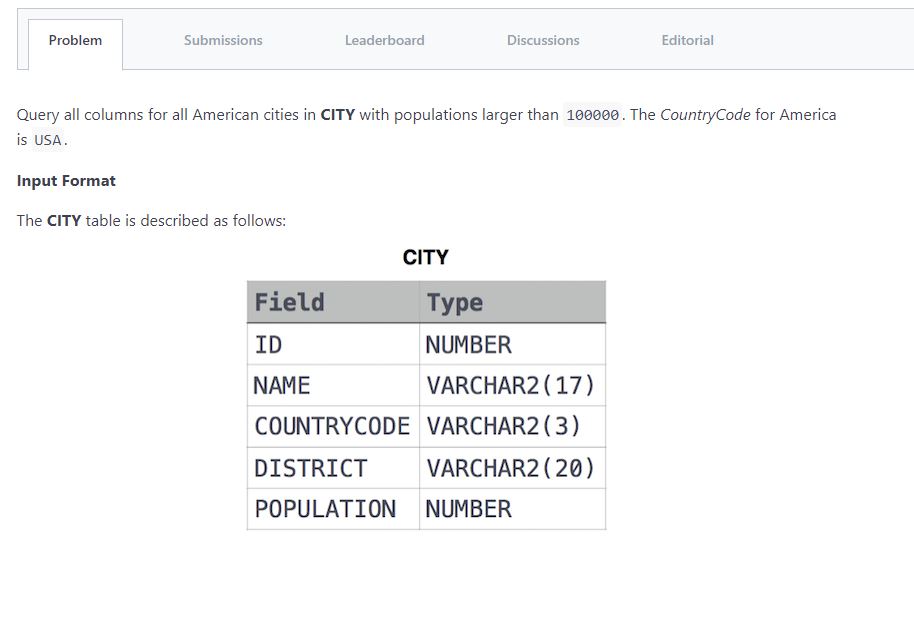 Problem Submissions Leaderboard Discussions Editorial
Query all columns for all American cities in CITY with populations larger than 100000. The CountryCode for America
is USA.
Input Format
The CITY table is described as follows:
CITY
Field Type
ID NUMBER
NAME VARCHAR2(17)
COUNTRYCODE VARCHAR2(3)
DISTRICT VARCHAR2(20)
POPULATION NUMBER